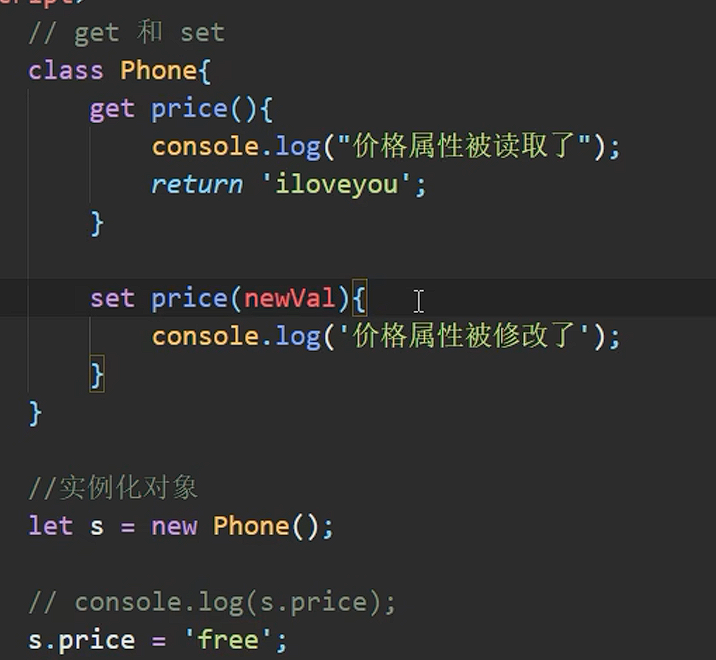 // get 和 set
class Phone{
    get price(){
        console.log("价格属性被读取了");
        return 'iloveyou';
    }
    set price(newVal){
        console.log('价格属性被修改了');
    }
}
//实例化对象
let s = new Phone();
// console.log(s.price);
s.price = 'free';